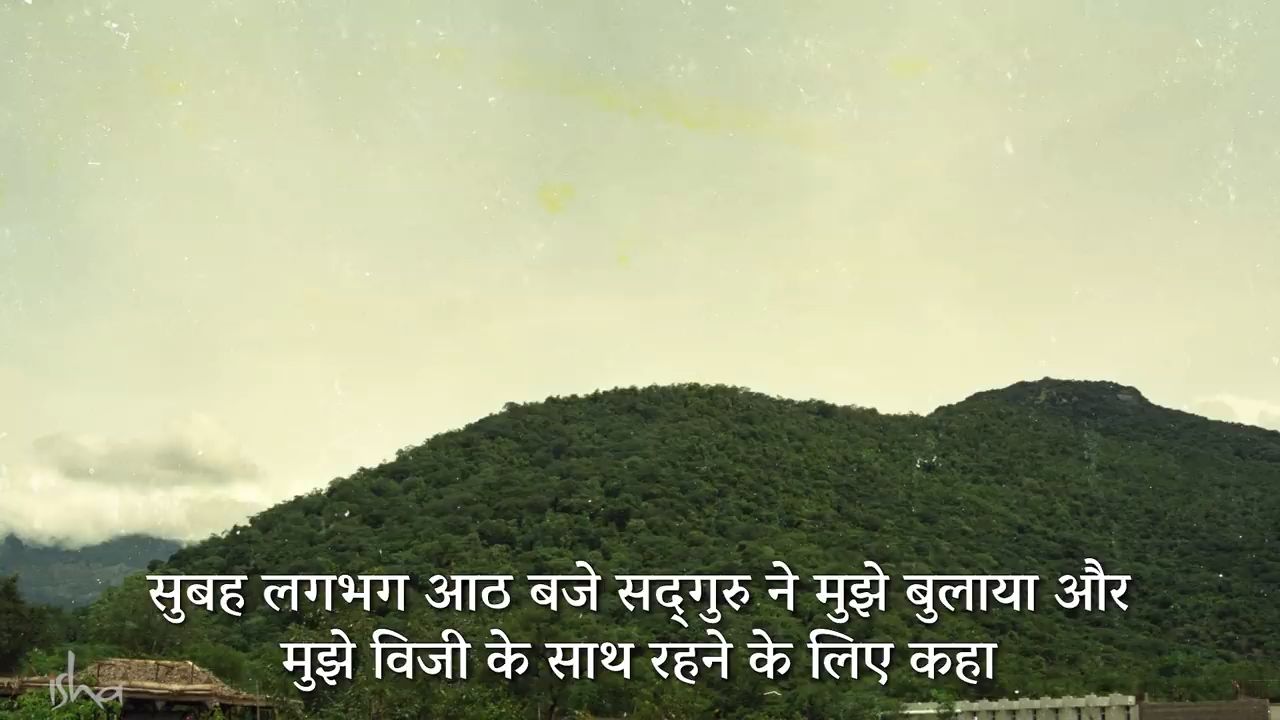 सुबह लगभग आठ बजे सद्‌गुरु ने मुझे बुलाया और
मुझे विजी के साथ रहने के लिए कहा
isha